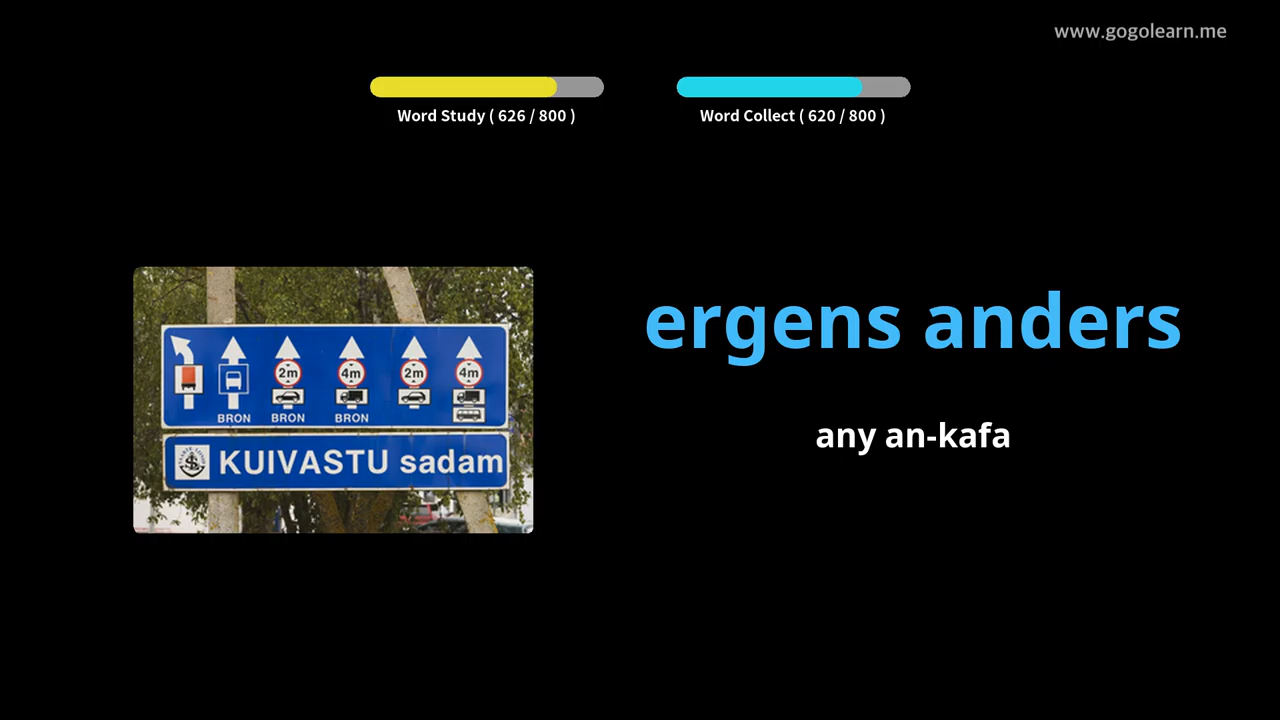 www.gogolearn.me
Word Study ( 626 / 800 )
Word Collect ( 620 / 800 )
ergens anders
any an-kafa
2m 4m 2m 4m
BRON BRON BRON
KUIVASTU sadam